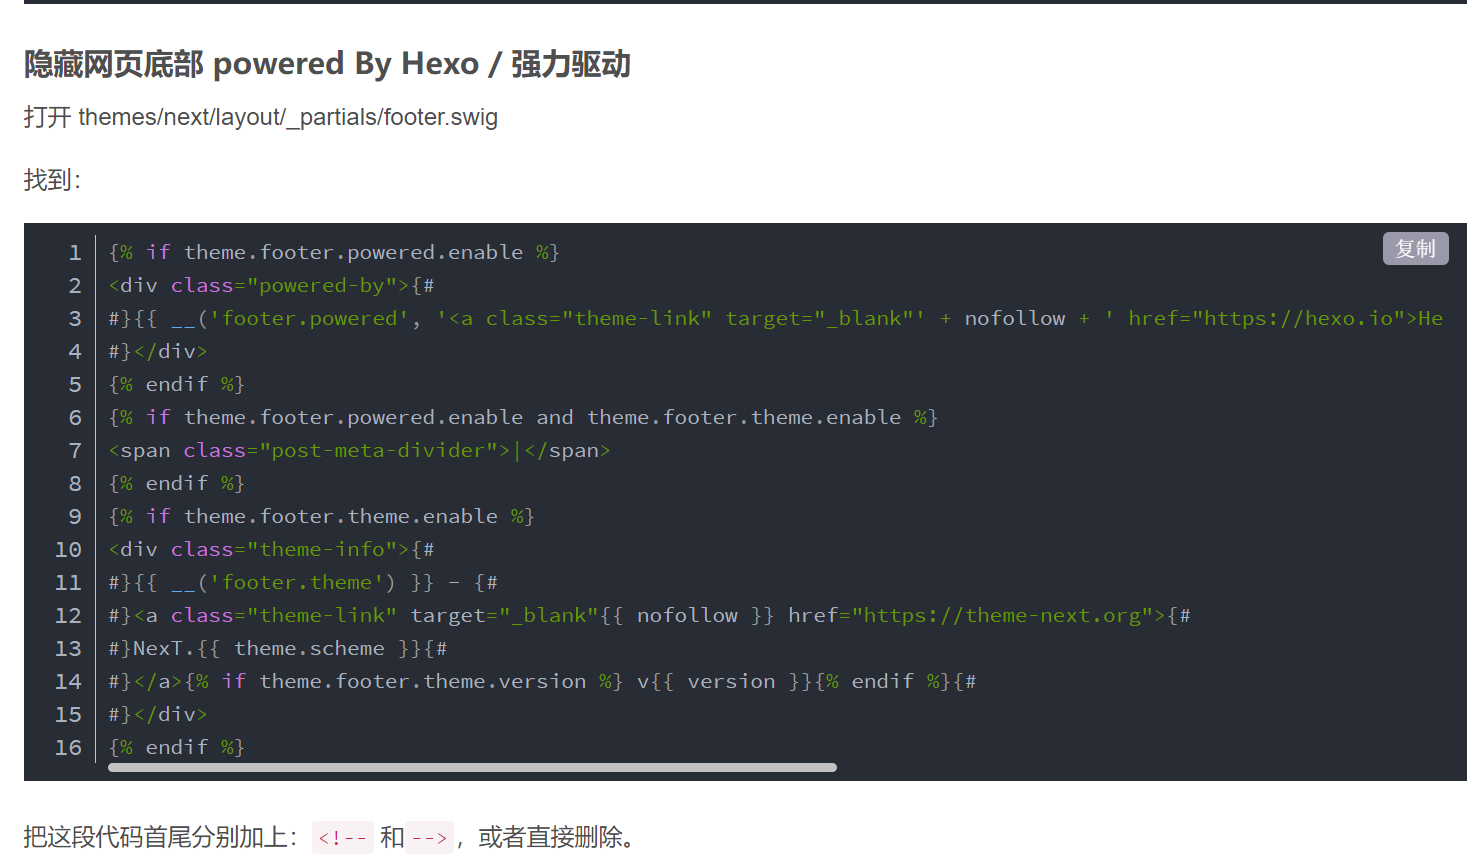 隐藏网页底部 powered By Hexo / 强力驱动
打开 themes/next/layout/_partials/footer.swig
找到：
复制
1 {% if theme.footer.powered.enable %}
2 <div class="powered-by">{#
3 #}{{ __('footer.powered', '<a class="theme-link" target="_blank"' + nofollow + ' href="https://hexo.io">He
4 #}</div>
5 {% endif %}
6 {% if theme.footer.powered.enable and theme.footer.theme.enable %}
7 <span class="post-meta-divider">|</span>
8 {% endif %}
9 {% if theme.footer.theme.enable %}
10 <div class="theme-info">{#
11 #}{{ __('footer.theme') }} – {#
12 #}<a class="theme-link" target="_blank"{{ nofollow }} href="https://theme-next.org">{#
13 #}NexT.{{ theme.scheme }}{#
14 #}</a>{% if theme.footer.theme.version %} v{{ version }}{% endif %}{#
15 #}</div>
16 {% endif %}
把这段代码首尾分别加上：<!-- 和-->，或者直接删除。